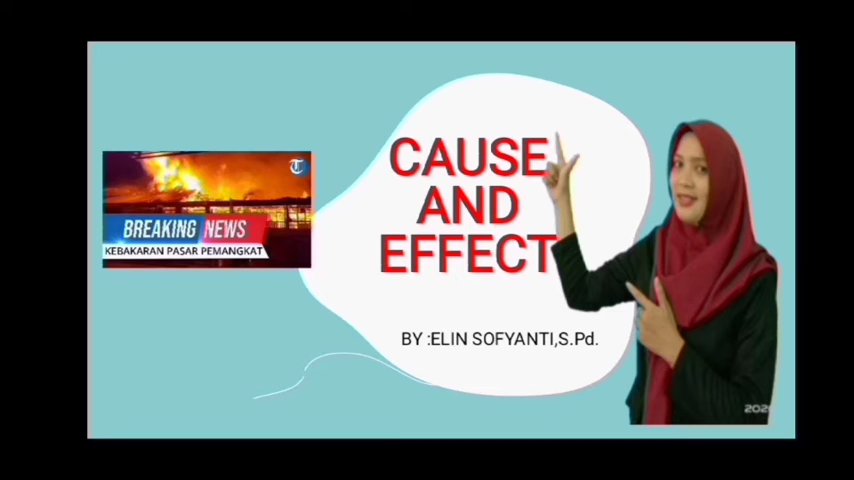 BREAKING NEWS
KEBAKARAN PASAR PEMANGKAT
CAUSE
AND
EFFECT
BY :ELIN SOFYANTI,S.Pd.